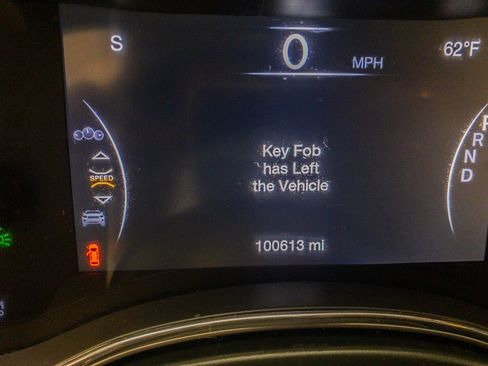 S
0 MPH
62°F
SPEED
P
R
N
D
Key Fob
has Left
the Vehicle
100613 mi